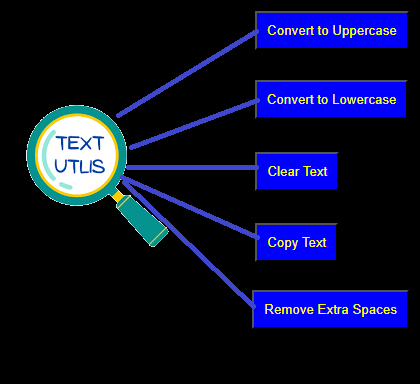 TEXT
UTLIS
Convert to Uppercase
Convert to Lowercase
Clear Text
Copy Text
Remove Extra Spaces